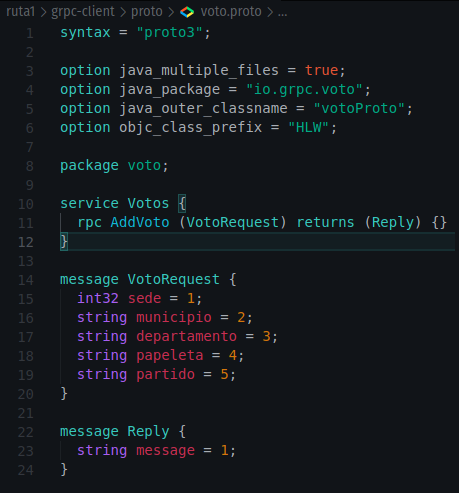 ruta1 > grpc-client > proto > voto.proto > ...
1 syntax = "proto3";
2
3 option java_multiple_files = true;
4 option java_package = "io.grpc.voto";
5 option java_outer_classname = "votoProto";
6 option objc_class_prefix = "HLW";
7
8 package voto;
9
10 service Votos {
11   rpc AddVoto (VotoRequest) returns (Reply) {}
12 }
13
14 message VotoRequest {
15   int32 sede = 1;
16   string municipio = 2;
17   string departamento = 3;
18   string papeleta = 4;
19   string partido = 5;
20 }
21
22 message Reply {
23   string message = 1;
24 }